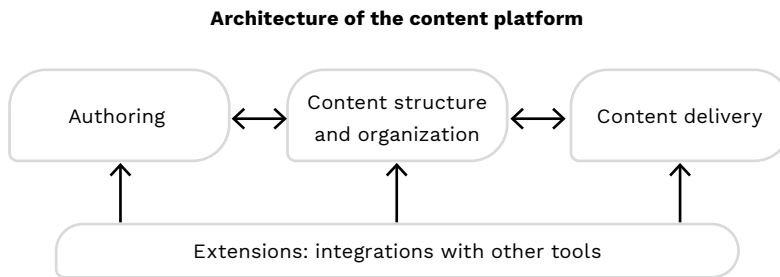 Architecture of the content platform
Authoring
Content structure
and organization
Content delivery
Extensions: integrations with other tools